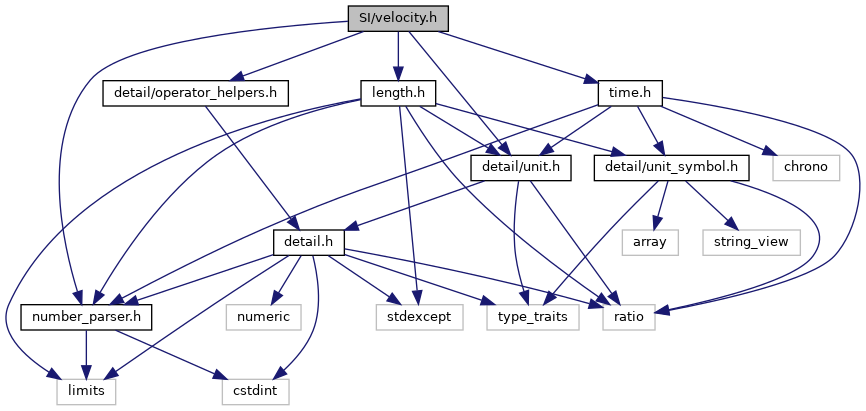 SI/velocity.h
detail/operator_helpers.h
length.h
time.h
detail/unit.h
detail/unit_symbol.h
chrono
detail.h
array
string_view
number_parser.h
numeric
stdexcept
type_traits
ratio
limits
cstdint